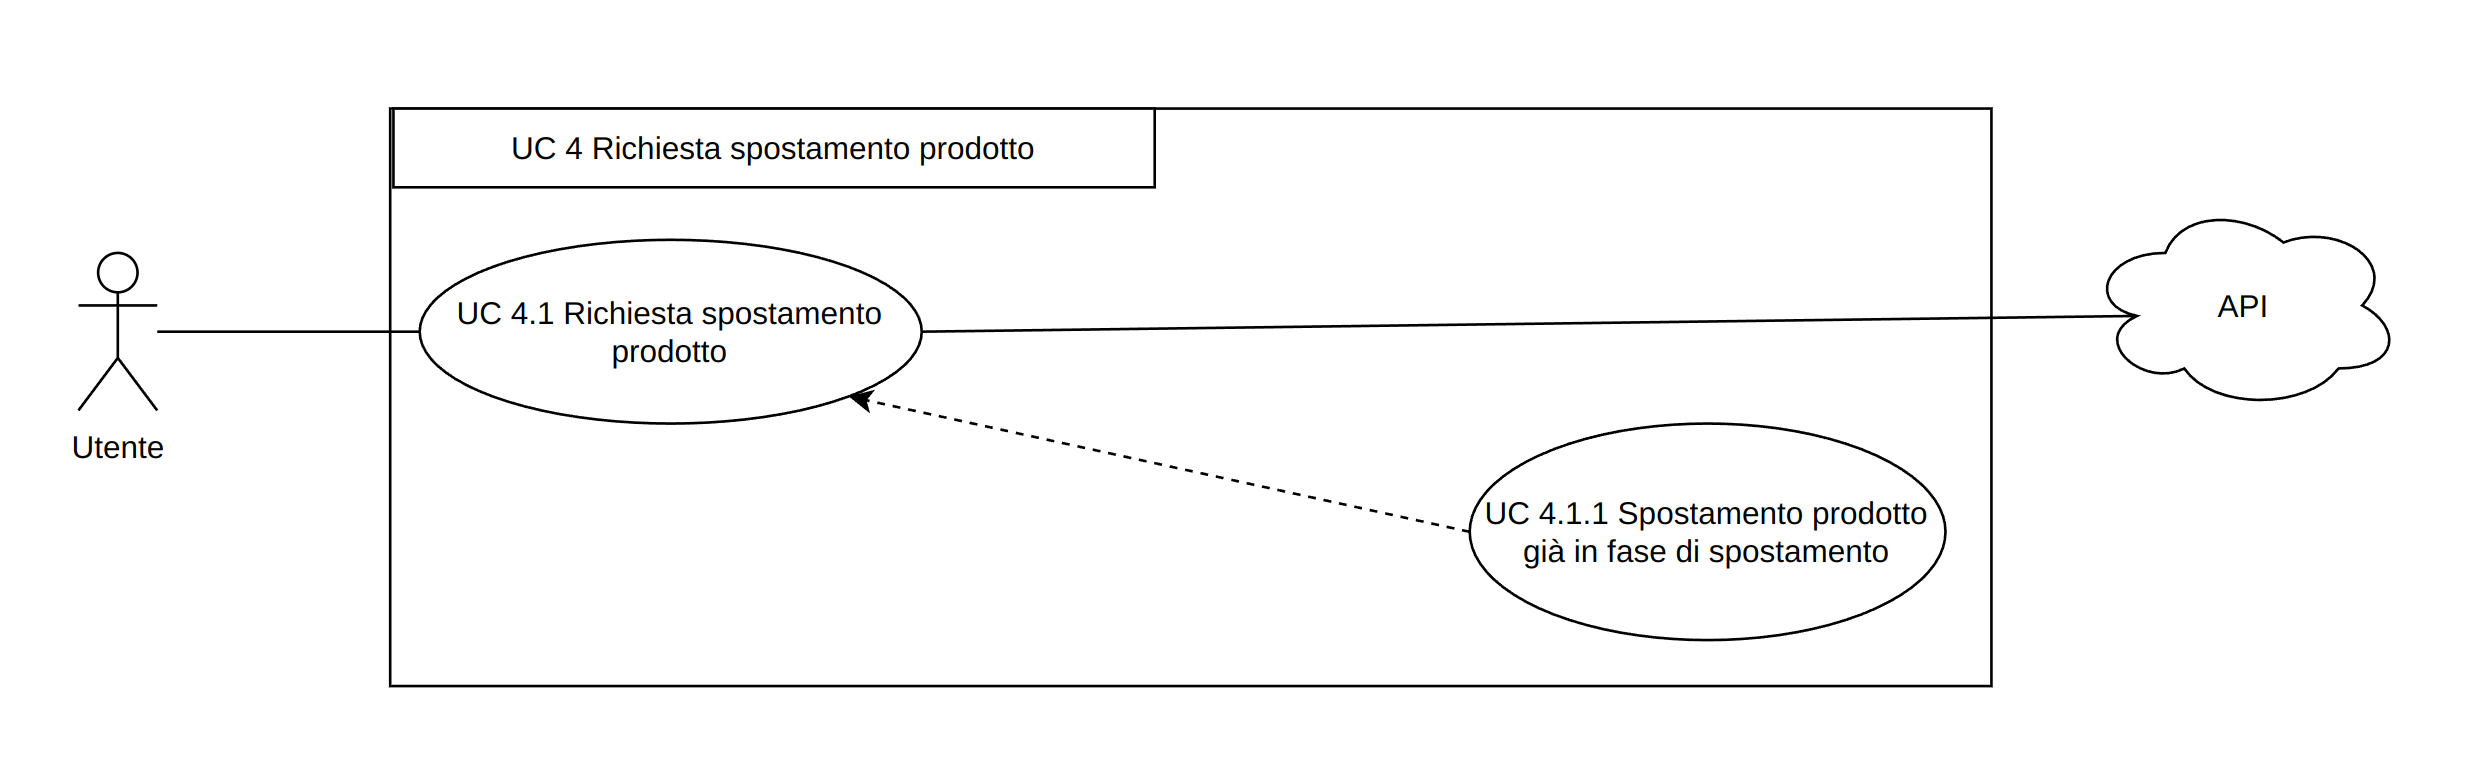 UC 4 Richiesta spostamento prodotto
UC 4.1 Richiesta spostamento
prodotto
API
Utente
UC 4.1.1 Spostamento prodotto
già in fase di spostamento